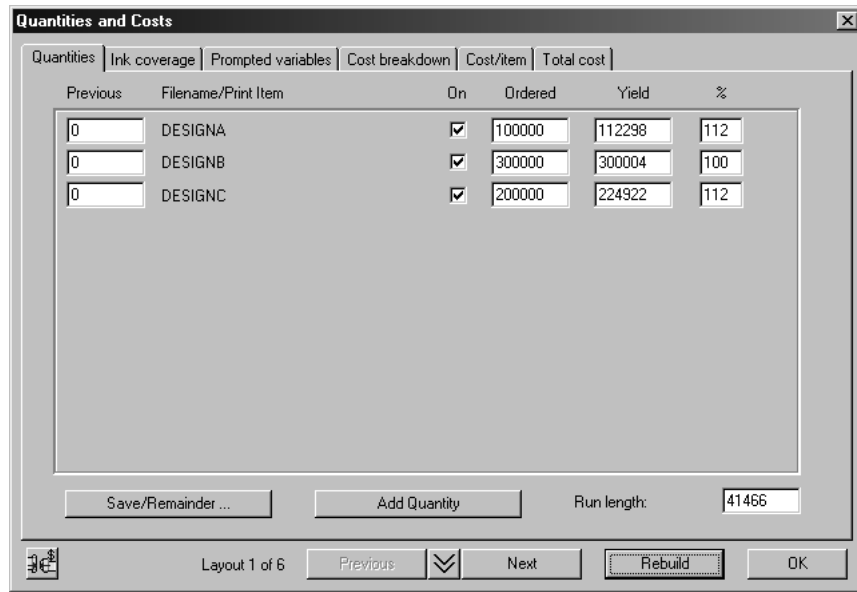 Quantities and Costs
Quantities Ink coverage Prompted variables Cost breakdown Cost/item Total cost
Previous Filename/Print Item On Ordered Yield %
0 DESIGNA 100000 112298 112
0 DESIGNB 300000 300004 100
0 DESIGNC 200000 224922 112
Save/Remainder ... Add Quantity Run length: 41466
$ Layout 1 of 6 Previous Next Rebuild OK